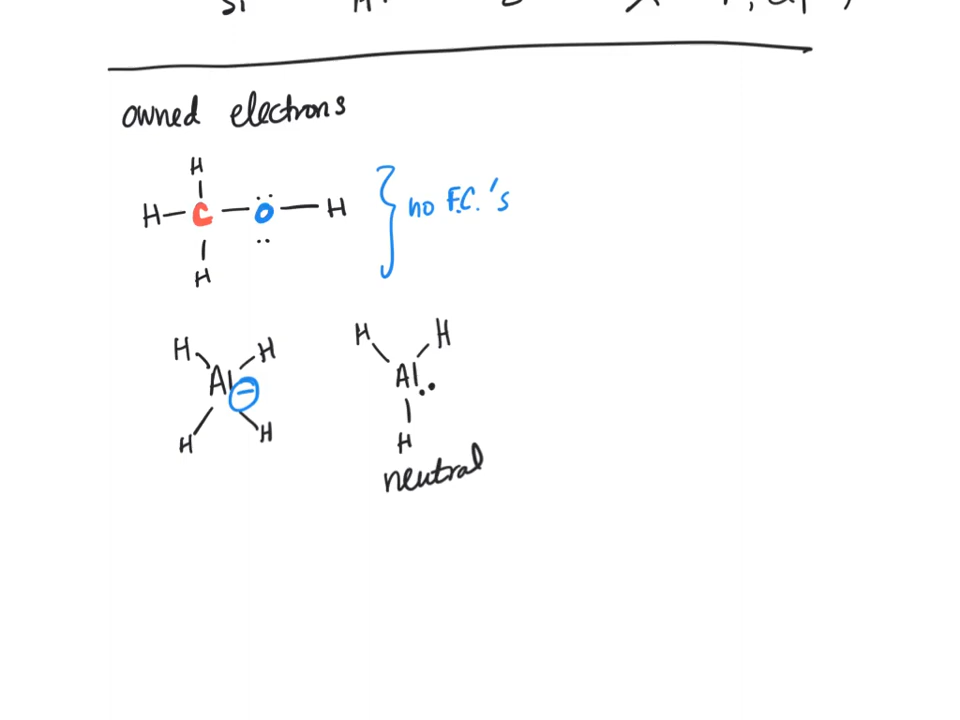 owned electrons
H
H-C-Ö-H } no F.C.'s
H
H H H H
Al⊖ Al..
H H H
neutral